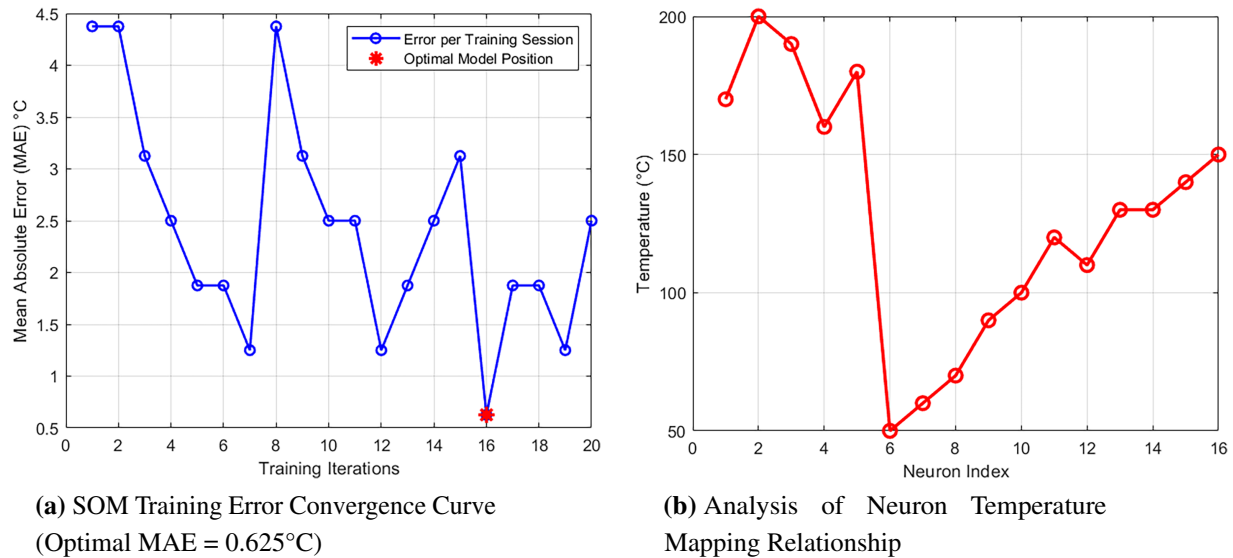 4.5
4
3.5
3
2.5
2
1.5
1
0.5
Mean Absolute Error (MAE) °C
Error per Training Session
Optimal Model Position
0 2 4 6 8 10 12 14 16 18 20
Training Iterations
(a) SOM Training Error Convergence Curve
(Optimal MAE = 0.625°C)
200
150
100
50
Temperature (°C)
0 2 4 6 8 10 12 14 16
Neuron Index
(b) Analysis of Neuron Temperature
Mapping Relationship